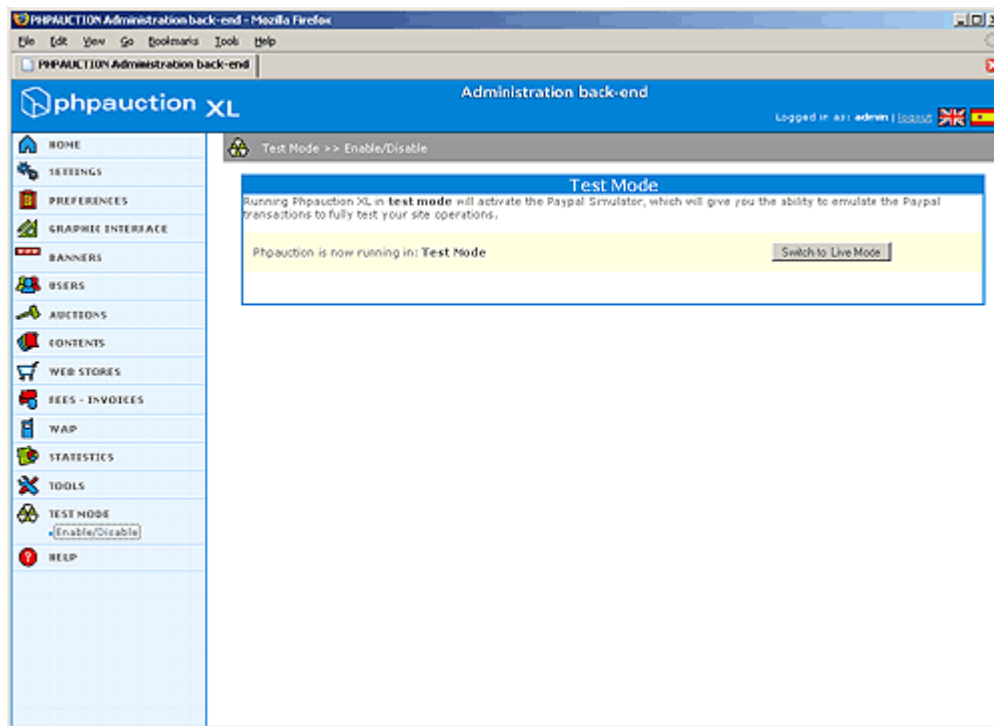 PHPAUCTION Administration back-end - Mozilla Firefox
File Edit View Go Bookmarks Tools Help
PHPAUCTION Administration back-end
phpauction XL
Administration back-end
Logged in as: admin | logout
HOME
SETTINGS
PREFERENCES
GRAPHIC INTERFACE
BANNERS
USERS
AUCTIONS
CONTENTS
WEB STORES
FEES - INVOICES
WAP
STATISTICS
TOOLS
TEST MODE
Enable/Disable
HELP
Test Mode >> Enable/Disable
Test Mode
Running Phpauction XL in test mode will activate the Paypal Simulator, which will give you the ability to emulate the Paypal
transactions to fully test your site operations.
Phpauction is now running in: Test Mode
Switch to Live Mode